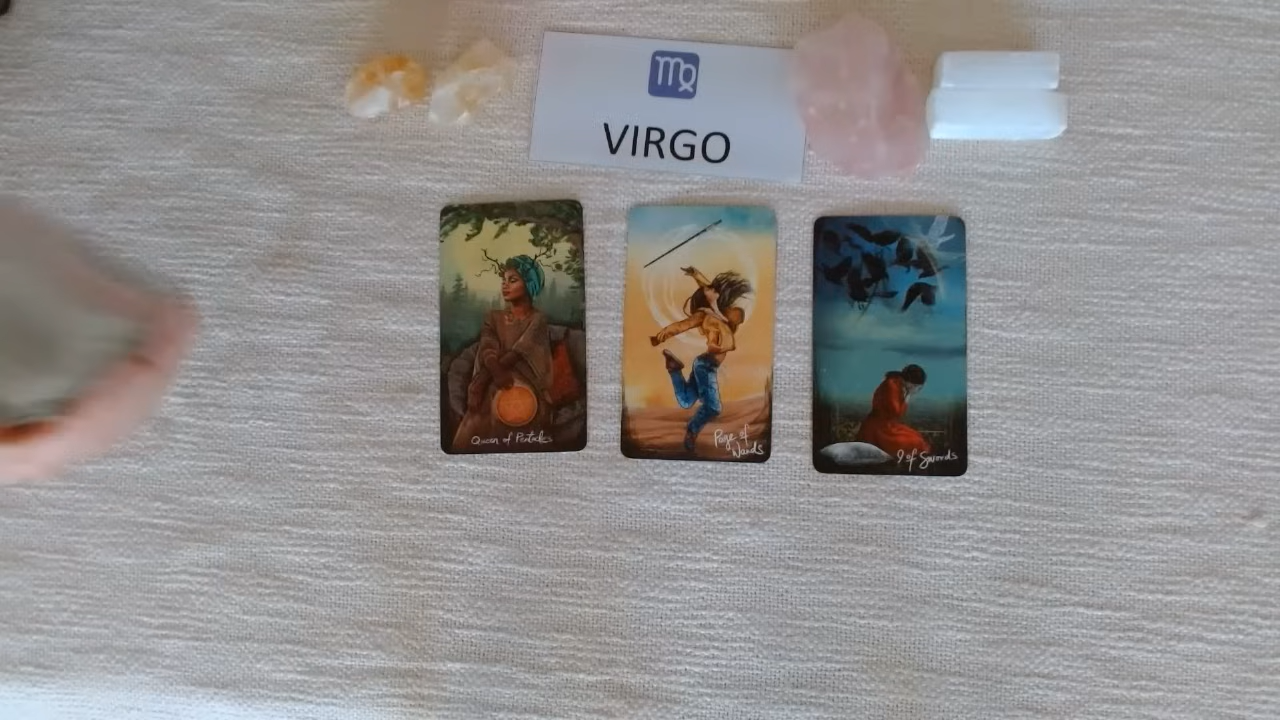 ♍
VIRGO
Queen of Pentacles
Page of
Wands
9 of Swords